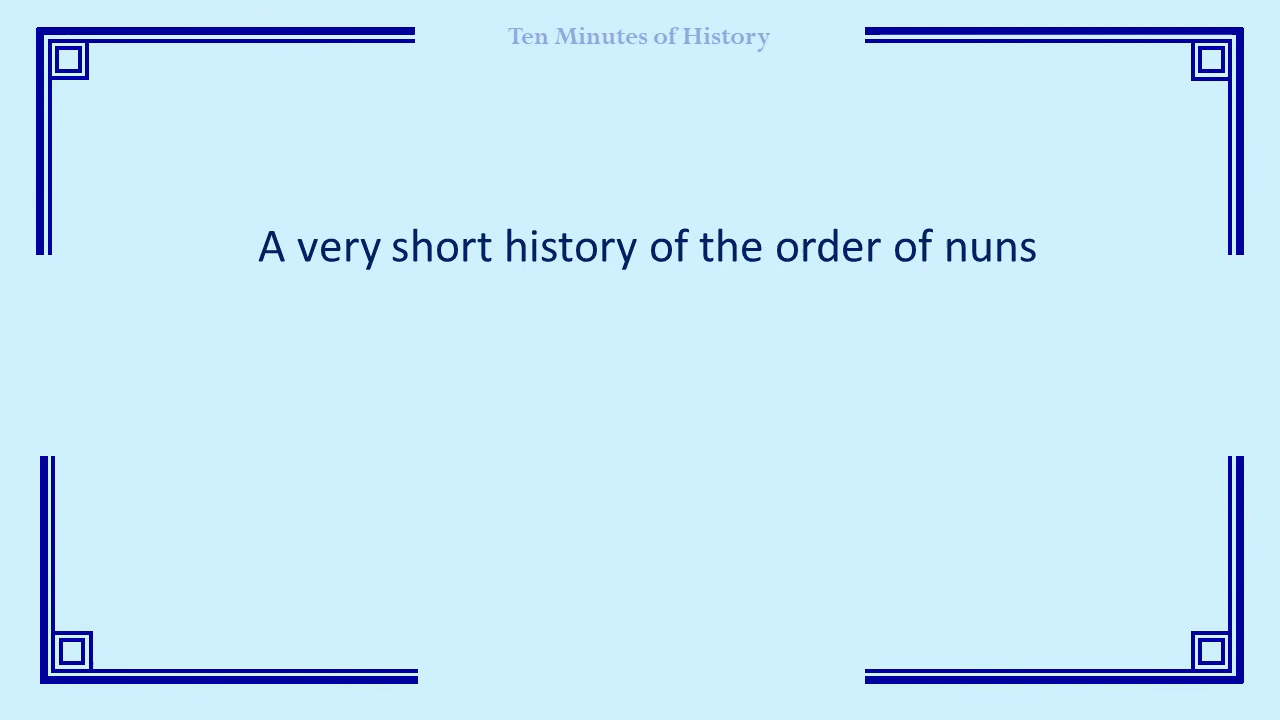 Ten Minutes of History
A very short history of the order of nuns